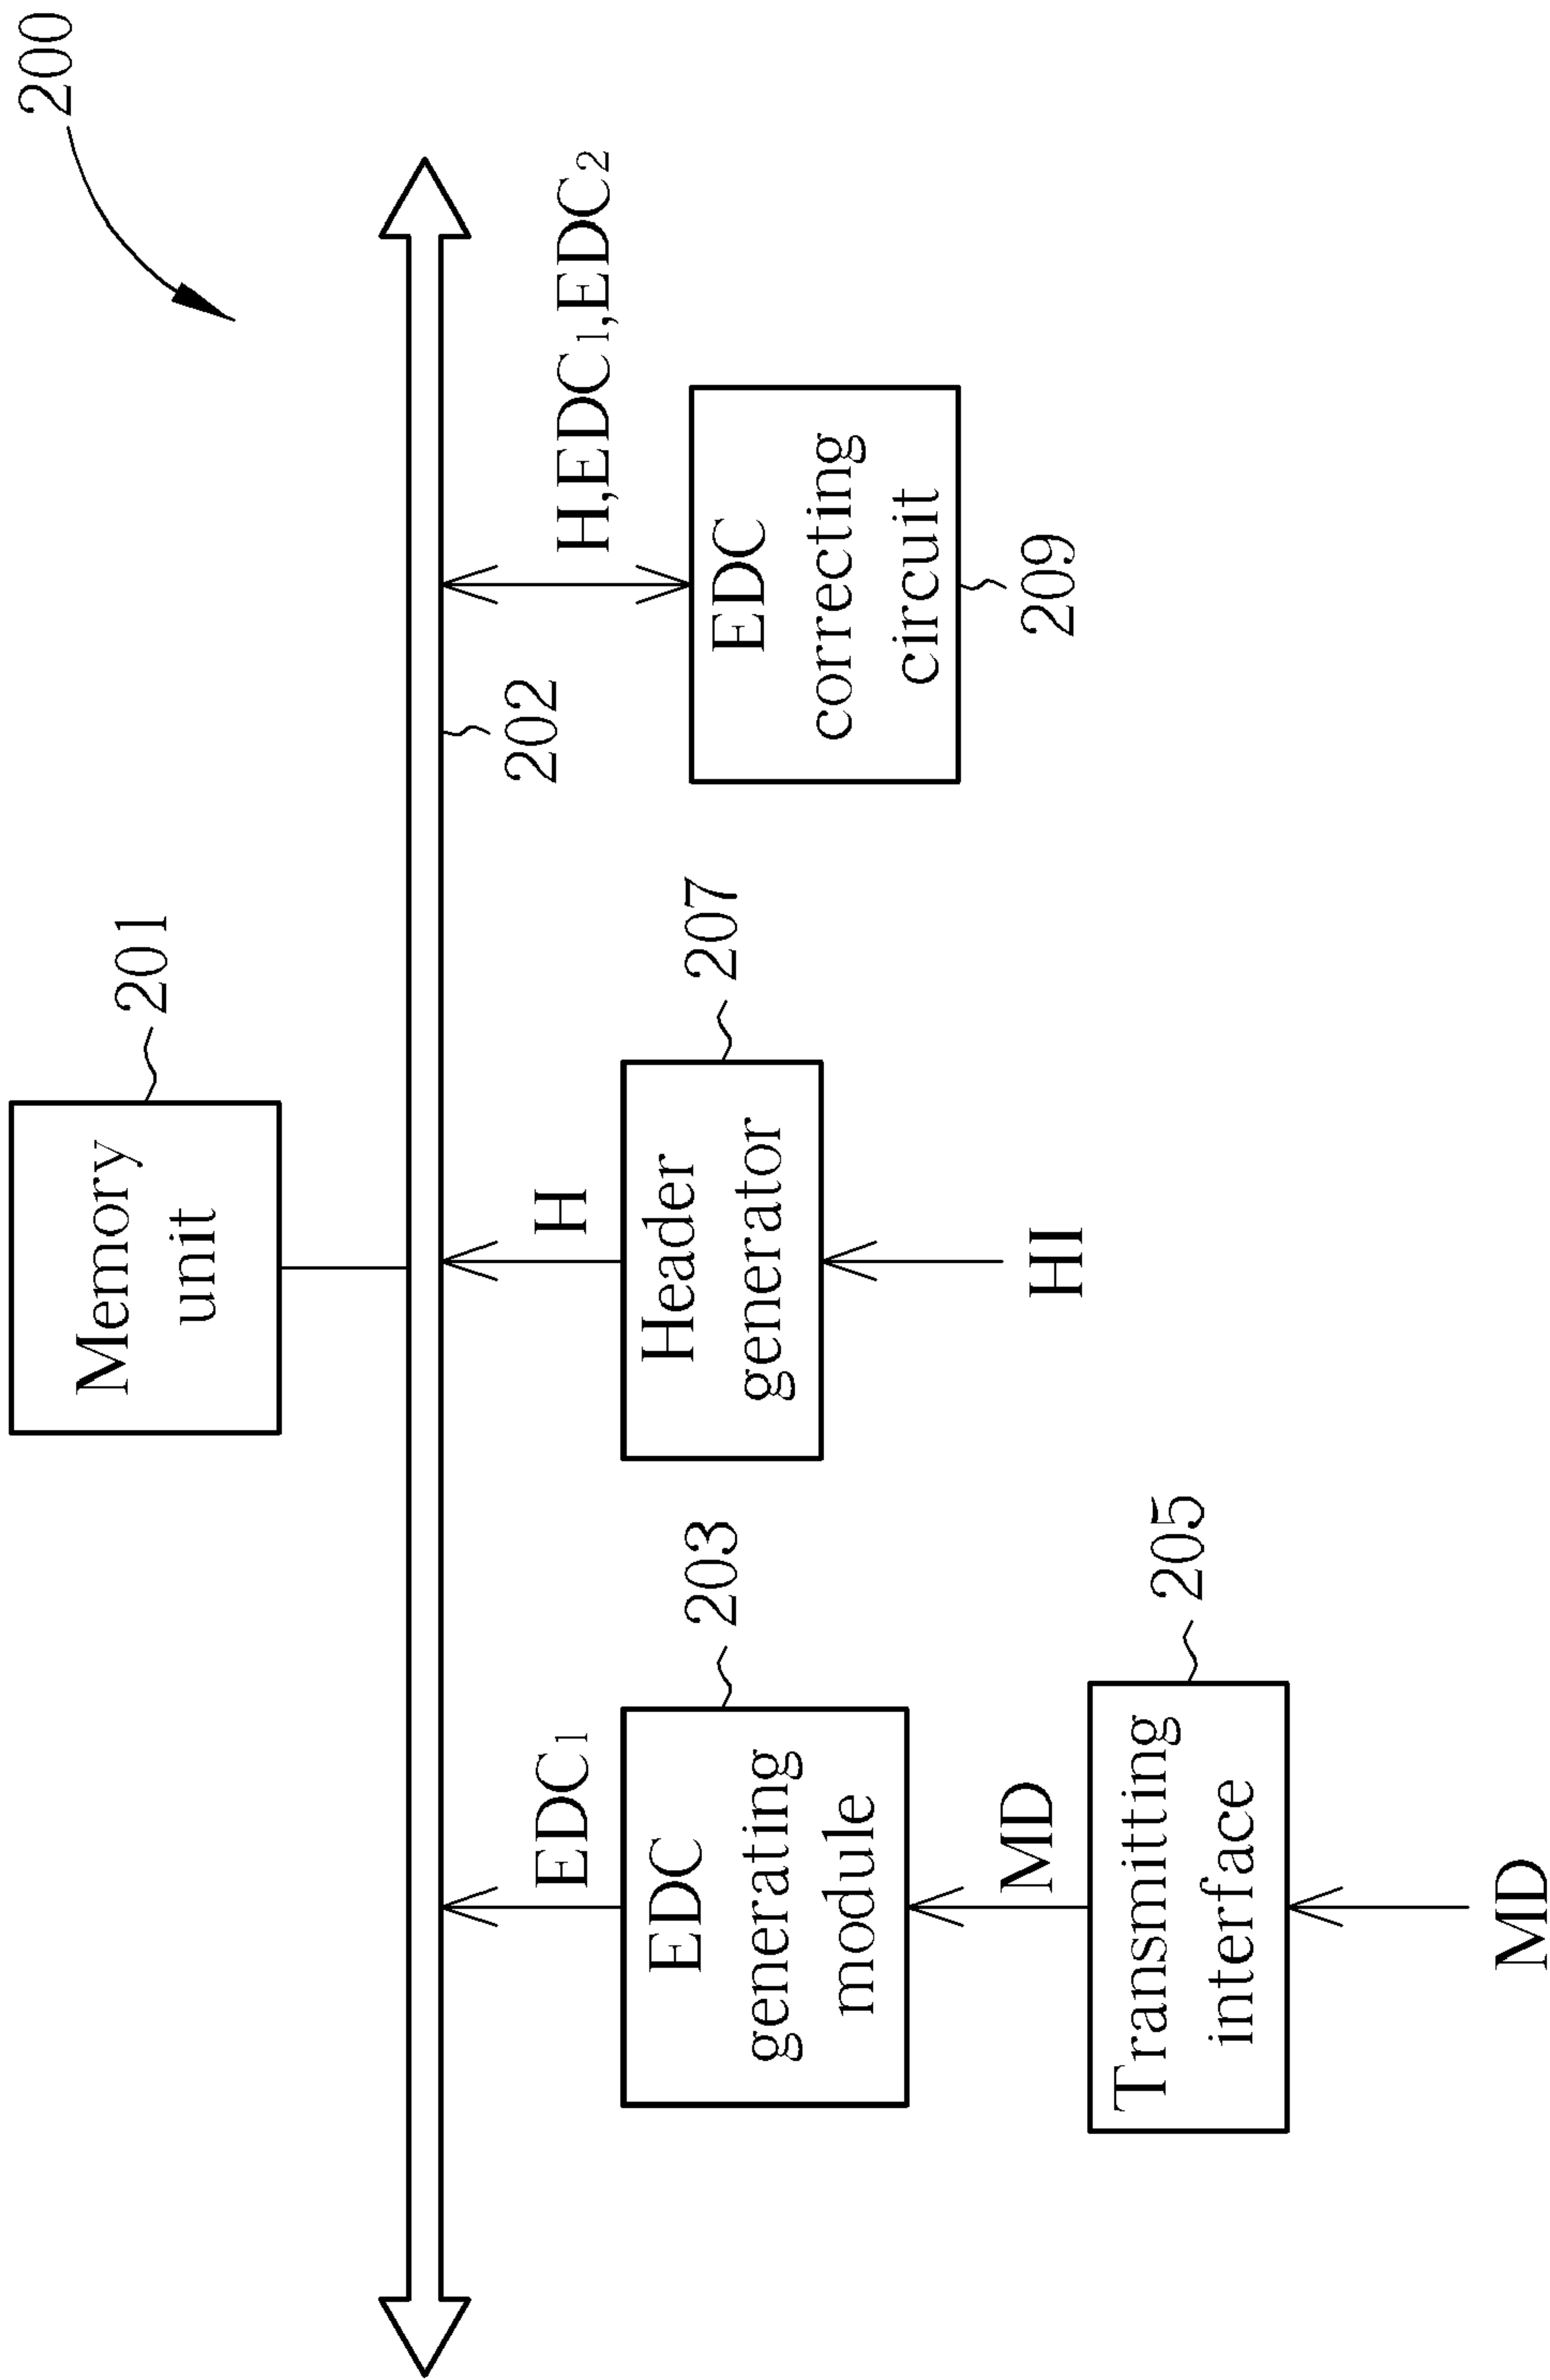 200
Memory
unit
201
202
EDC₁
H
H,EDC₁,EDC₂
EDC
generating
module
203
Header
generator
207
EDC
correcting
circuit
209
MD
HI
Transmitting
interface
205
MD